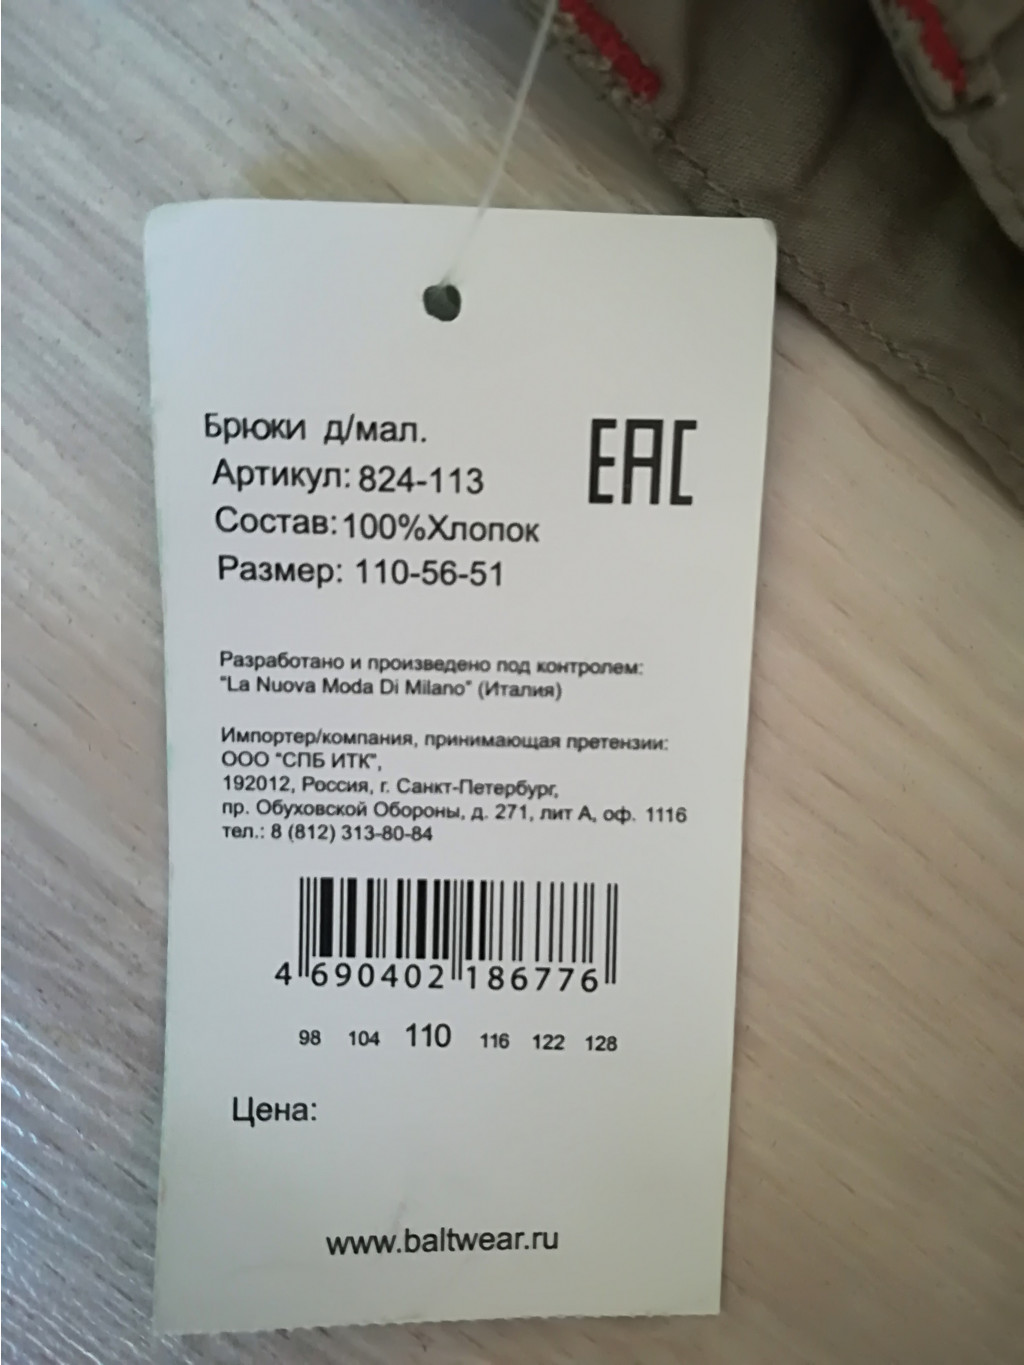 Брюки д/мал.
EAC
Артикул: 824-113
Состав: 100%Хлопок
Размер: 110-56-51
Разработано и произведено под контролем:
"La Nuova Moda Di Milano" (Италия)
Импортер/компания, принимающая претензии:
ООО "СПБ ИТК",
192012, Россия, г. Санкт-Петербург,
пр. Обуховской Обороны, д. 271, лит А, оф. 1116
тел.: 8 (812) 313-80-84
4 690402 186776
98 104 110 116 122 128
Цена:
www.baltwear.ru